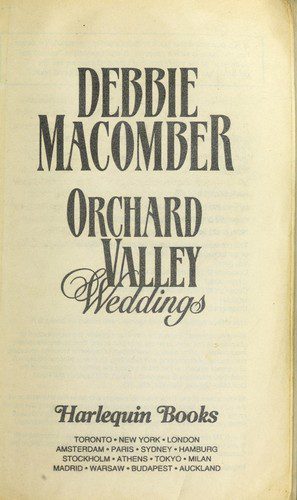 DEBBIE
MACOMBER
ORCHARD
VALLEY
Weddings
Harlequin Books
TORONTO • NEW YORK • LONDON
AMSTERDAM • PARIS • SYDNEY • HAMBURG
STOCKHOLM • ATHENS • TOKYO • MILAN
MADRID • WARSAW • BUDAPEST • AUCKLAND